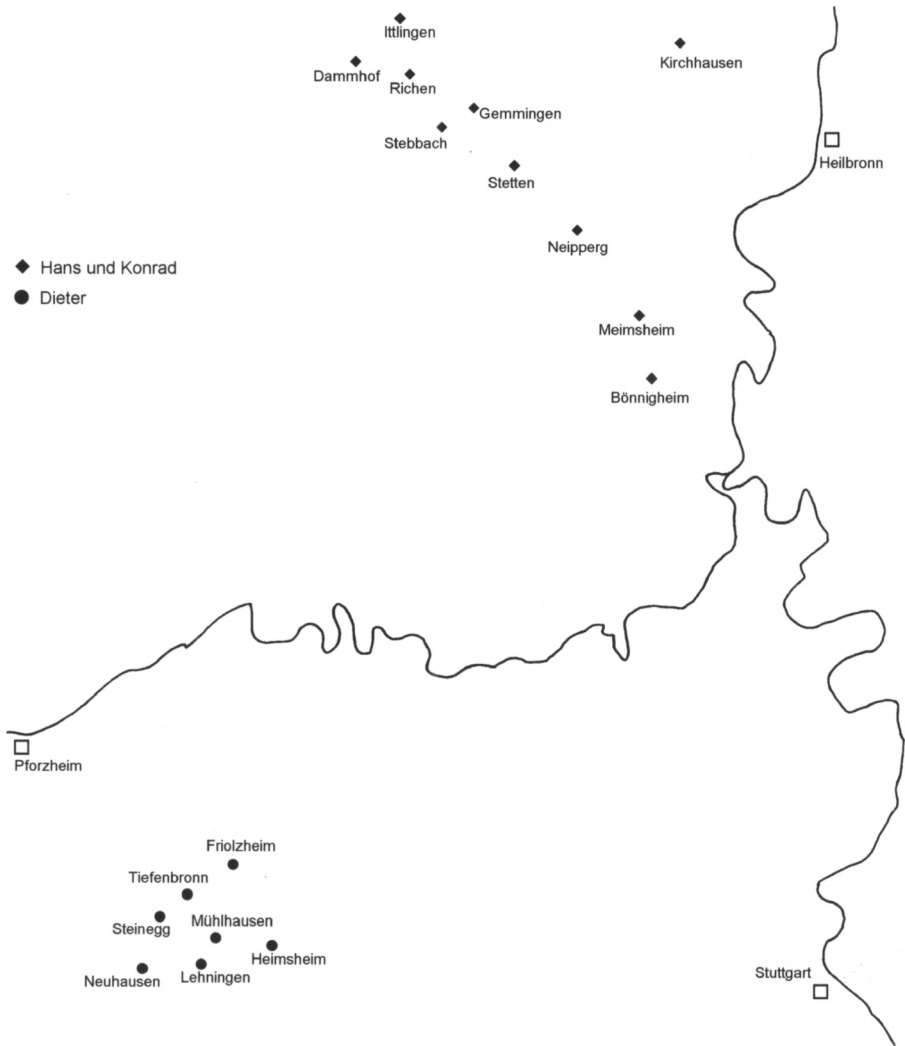 Ittlingen
Kirchhausen
Dammhof
Richen
Gemmingen
Stebbach
Heilbronn
Stetten
Neipperg
Hans und Konrad
Dieter
Meimsheim
Bönnigheim
Pforzheim
Friolzheim
Tiefenbronn
Steinegg
Mühlhausen
Heimsheim
Neuhausen
Lehningen
Stuttgart